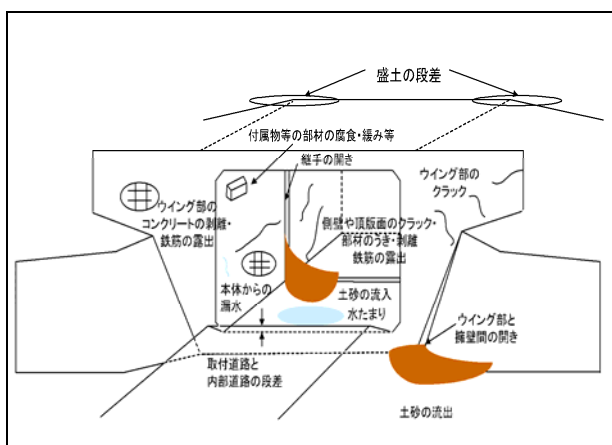 盛土の段差
付属物等の部材の腐食・緩み等
継手の開き
ウイング部の
クラック
ウイング部の
コンクリートの剥離・
鉄筋の露出
側壁や頂版面のクラック・
部材のうき・剥離
鉄筋の露出
本体からの
漏水
土砂の流入
水たまり
ウイング部と
擁壁間の開き
取付道路と
内部道路の段差
土砂の流出